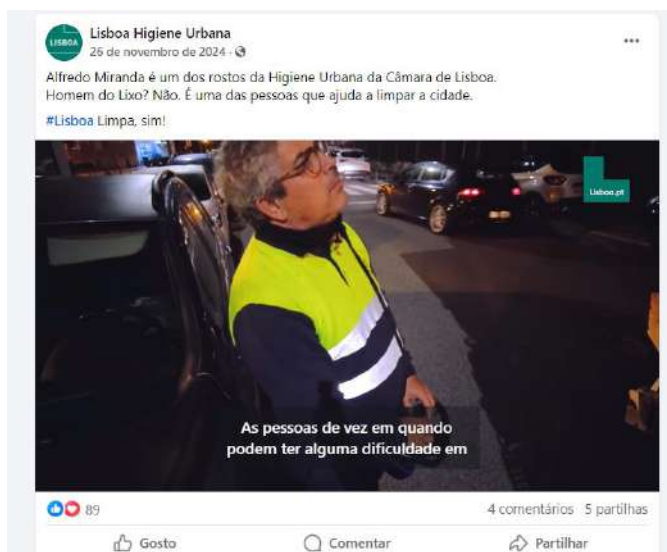 LISBOA
Lisboa Higiene Urbana
26 de novembro de 2024
Alfredo Miranda é um dos rostos da Higiene Urbana da Câmara de Lisboa.
Homem do Lixo? Não. É uma das pessoas que ajuda a limpar a cidade.
#Lisboa Limpa, sim!
Lisboa.pt
As pessoas de vez em quando
podem ter alguma dificuldade em
89
4 comentários 5 partilhas
Gosto Comentar Partilhar